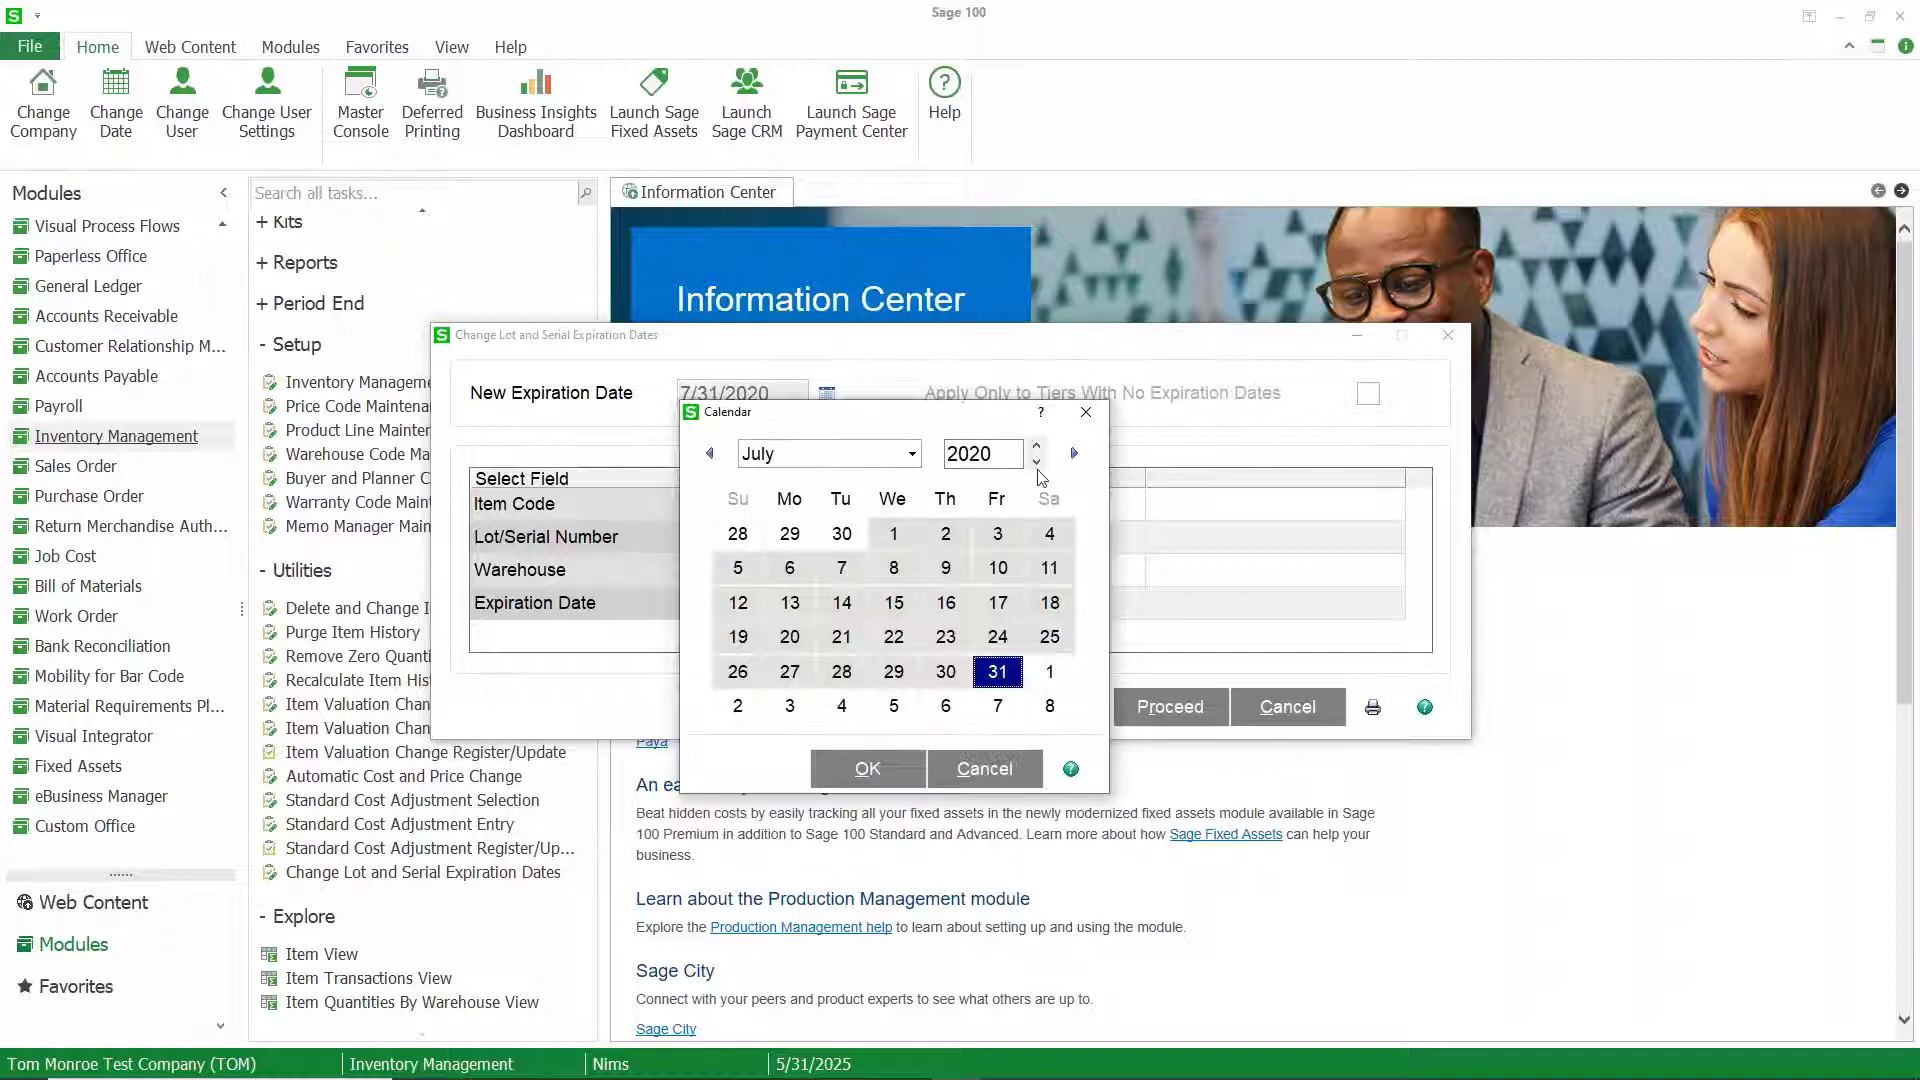 Sage 100
File Home Web Content Modules Favorites View Help
Change Company
Change Date
Change User
Change User Settings
Master Console
Deferred Printing
Business Insights Dashboard
Launch Sage Fixed Assets
Launch Sage CRM
Launch Sage Payment Center
Help
Modules
Visual Process Flows
Paperless Office
General Ledger
Accounts Receivable
Customer Relationship M...
Accounts Payable
Payroll
Inventory Management
Sales Order
Purchase Order
Return Merchandise Auth...
Job Cost
Bill of Materials
Work Order
Bank Reconciliation
Mobility for Bar Code
Material Requirements Pl...
Visual Integrator
Fixed Assets
eBusiness Manager
Custom Office
Web Content
Modules
Favorites
Search all tasks...
+ Kits
+ Reports
+ Period End
- Setup
Inventory Manageme
Price Code Maintena
Product Line Mainter
Warehouse Code Ma
Buyer and Planner C
Warranty Code Maint
Memo Manager Main
- Utilities
Delete and Change I
Purge Item History
Remove Zero Quanti
Recalculate Item Hist
Item Valuation Chan
Item Valuation Chan
Item Valuation Change Register/Update
Automatic Cost and Price Change
Standard Cost Adjustment Selection
Standard Cost Adjustment Entry
Standard Cost Adjustment Register/Up...
Change Lot and Serial Expiration Dates
- Explore
Item View
Item Transactions View
Item Quantities By Warehouse View
Information Center
Information Center
Change Lot and Serial Expiration Dates
New Expiration Date 7/31/2020 Apply Only to Tiers With No Expiration Dates
Select Field
Item Code
Lot/Serial Number
Warehouse
Expiration Date
Proceed Cancel
Calendar ?
July 2020
Su Mo Tu We Th Fr Sa
28 29 30 1 2 3 4
5 6 7 8 9 10 11
12 13 14 15 16 17 18
19 20 21 22 23 24 25
26 27 28 29 30 31 1
2 3 4 5 6 7 8
OK Cancel
Paya
An ea
Beat hidden costs by easily tracking all your fixed assets in the newly modernized fixed assets module available in Sage
100 Premium in addition to Sage 100 Standard and Advanced. Learn more about how Sage Fixed Assets can help your
business.
Learn about the Production Management module
Explore the Production Management help to learn about setting up and using the module.
Sage City
Connect with your peers and product experts to see what others are up to.
Sage City
Tom Monroe Test Company (TOM) Inventory Management Nims 5/31/2025